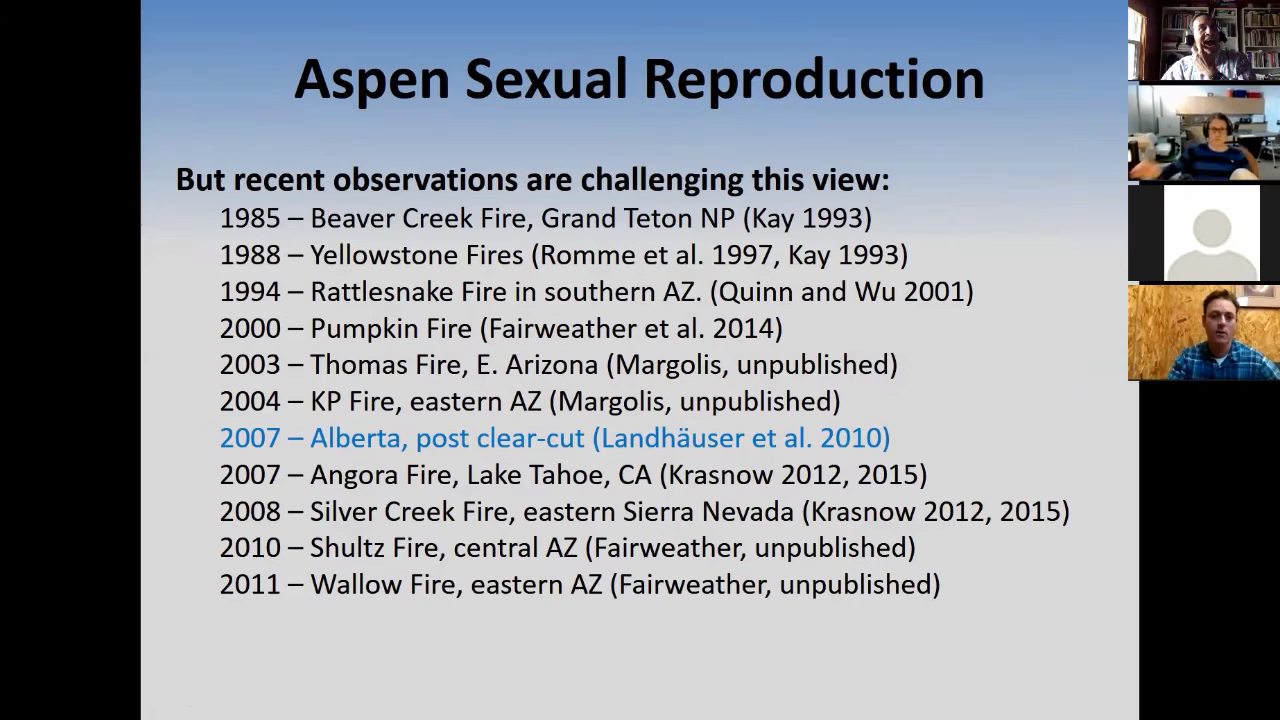 Aspen Sexual Reproduction
But recent observations are challenging this view:
1985 – Beaver Creek Fire, Grand Teton NP (Kay 1993)
1988 – Yellowstone Fires (Romme et al. 1997, Kay 1993)
1994 – Rattlesnake Fire in southern AZ. (Quinn and Wu 2001)
2000 – Pumpkin Fire (Fairweather et al. 2014)
2003 – Thomas Fire, E. Arizona (Margolis, unpublished)
2004 – KP Fire, eastern AZ (Margolis, unpublished)
2007 – Alberta, post clear-cut (Landhäuser et al. 2010)
2007 – Angora Fire, Lake Tahoe, CA (Krasnow 2012, 2015)
2008 – Silver Creek Fire, eastern Sierra Nevada (Krasnow 2012, 2015)
2010 – Shultz Fire, central AZ (Fairweather, unpublished)
2011 – Wallow Fire, eastern AZ (Fairweather, unpublished)